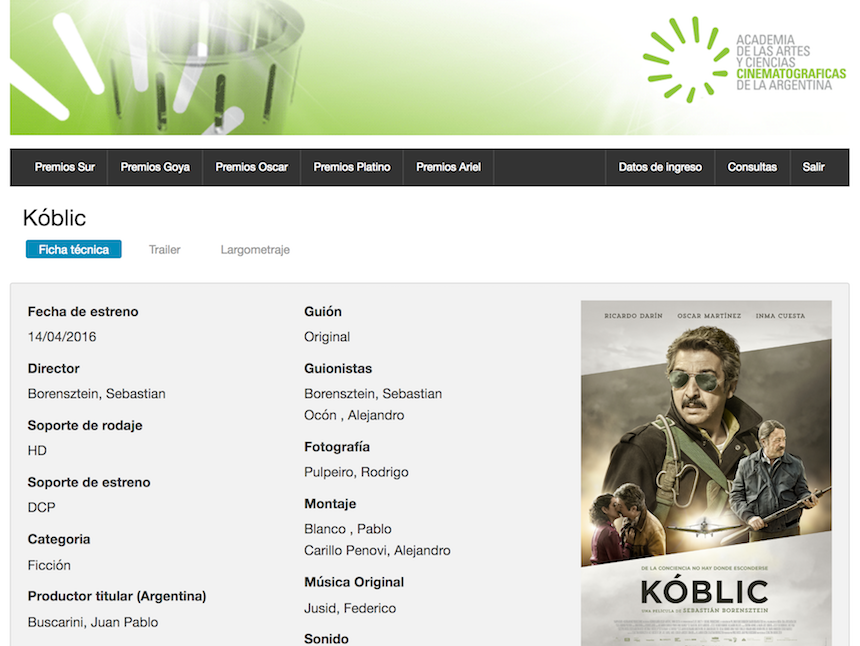 ACADEMIA
DE LAS ARTES
Y CIENCIAS
CINEMATOGRAFICAS
DE LA ARGENTINA
Premios Sur
Premios Goya
Premios Oscar
Premios Platino
Premios Ariel
Datos de ingreso
Consultas
Salir
Kóblic
Ficha técnica
Trailer
Largometraje
Fecha de estreno
14/04/2016
Director
Borensztein, Sebastian
Soporte de rodaje
HD
Soporte de estreno
DCP
Categoria
Ficción
Productor titular (Argentina)
Buscarini, Juan Pablo
Guión
Original
Guionistas
Borensztein, Sebastian
Ocón , Alejandro
Fotografía
Pulpeiro, Rodrigo
Montaje
Blanco , Pablo
Carillo Penovi, Alejandro
Música Original
Jusid, Federico
Sonido
RICARDO DARÍN OSCAR MARTÍNEZ INMA CUESTA
DE LA CONCIENCIA NO HAY DONDE ESCONDERSE
KÓBLIC
UNA PELÍCULA DE SEBASTIÁN BORENSZTEIN